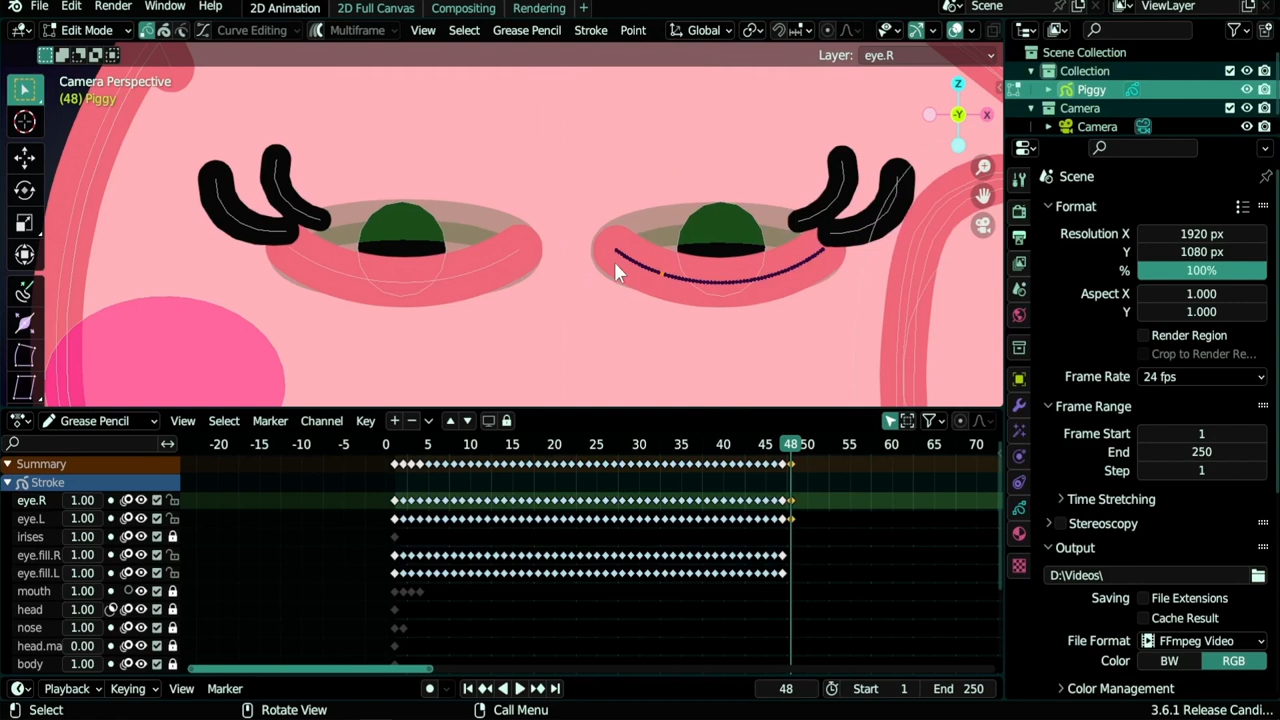 File Edit Render Window Help 2D Animation 2D Full Canvas Compositing Rendering + Scene ViewLayer
Edit Mode Curve Editing Multiframe View Select Grease Pencil Stroke Point Global
Layer: eye.R
Camera Perspective
(48) Piggy
Z
-Y
X
Scene Collection
Collection
Piggy
Camera
Camera
Scene
Format
Resolution X 1920 px
Y 1080 px
% 100%
Aspect X 1.000
Y 1.000
Render Region
Crop to Render Re...
Frame Rate 24 fps
Frame Range
Frame Start 1
End 250
Step 1
Time Stretching
Stereoscopy
Output
D:\Videos\
Saving File Extensions
Cache Result
File Format FFmpeg Video
Color BW RGB
Color Management
Grease Pencil View Select Marker Channel Key
-20 -15 -10 -5 0 5 10 15 20 25 30 35 40 45 48 50 55 60 65 70
Summary
Stroke
eye.R 1.00
eye.L 1.00
irises 1.00
eye.fill.R 1.00
eye.fill.L 1.00
mouth 1.00
head 1.00
nose 1.00
head.ma 0.00
body 1.00
Playback Keying View Marker 48 Start 1 End 250
Select Rotate View Call Menu 3.6.1 Release Candi...